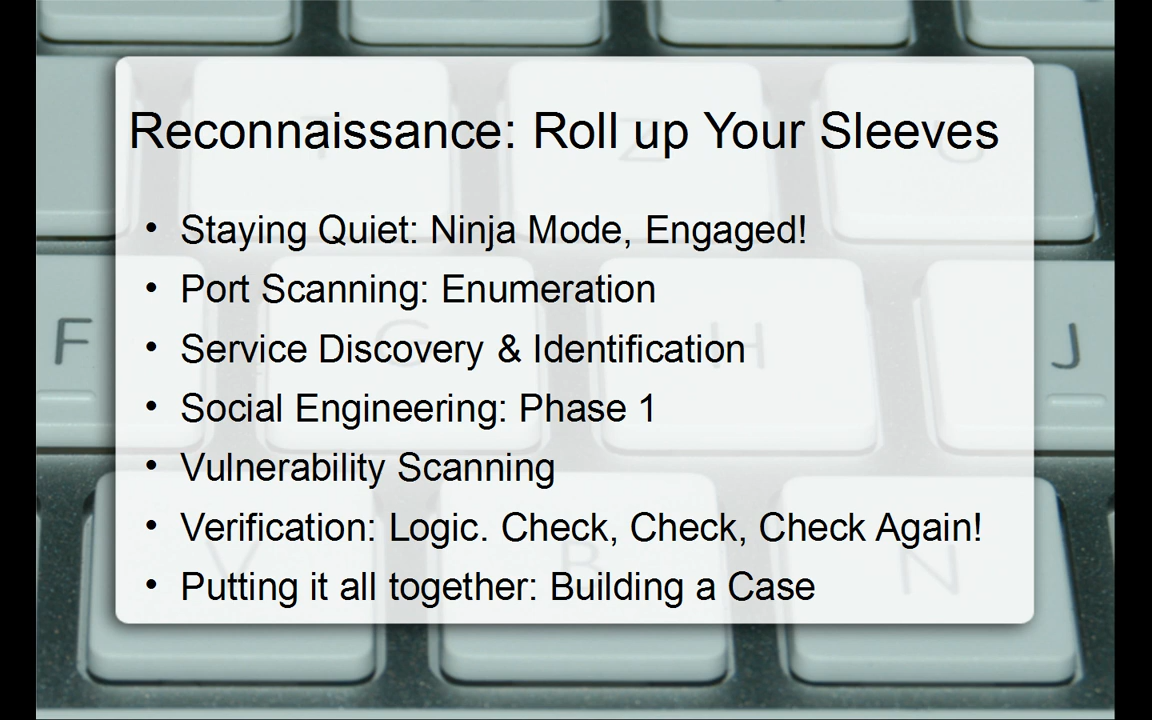 Reconnaissance: Roll up Your Sleeves
• Staying Quiet: Ninja Mode, Engaged!
• Port Scanning: Enumeration
• Service Discovery & Identification
• Social Engineering: Phase 1
• Vulnerability Scanning
• Verification: Logic. Check, Check, Check Again!
• Putting it all together: Building a Case
T Z U
F G H J
V B N